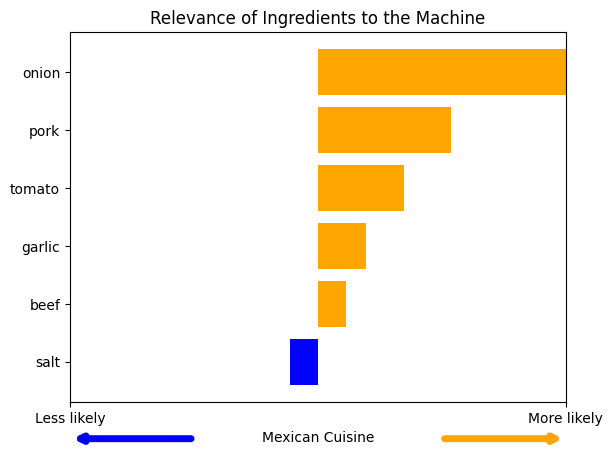 Relevance of Ingredients to the Machine
onion
pork
tomato
garlic
beef
salt
Less likely
More likely
Mexican Cuisine